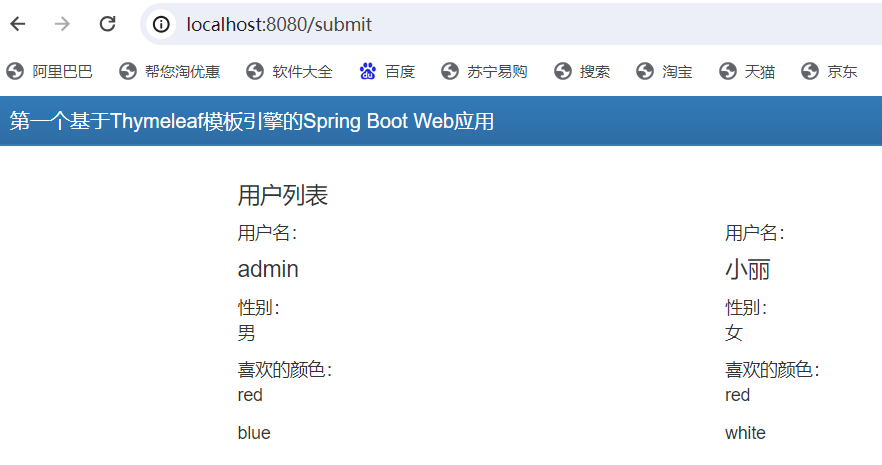 localhost:8080/submit
阿里巴巴 帮您淘优惠 软件大全 百度 苏宁易购 搜索 淘宝 天猫 京东
第一个基于Thymeleaf模板引擎的Spring Boot Web应用
用户列表
用户名：
admin
性别：
男
喜欢的颜色：
red
blue
用户名：
小丽
性别：
女
喜欢的颜色：
red
white